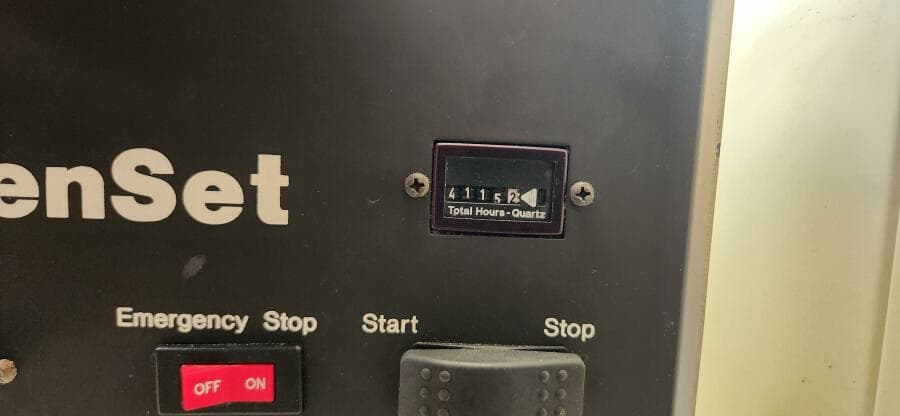 enSet
41152
Total Hours-Quartz
Emergency Stop
Start
Stop
OFF ON